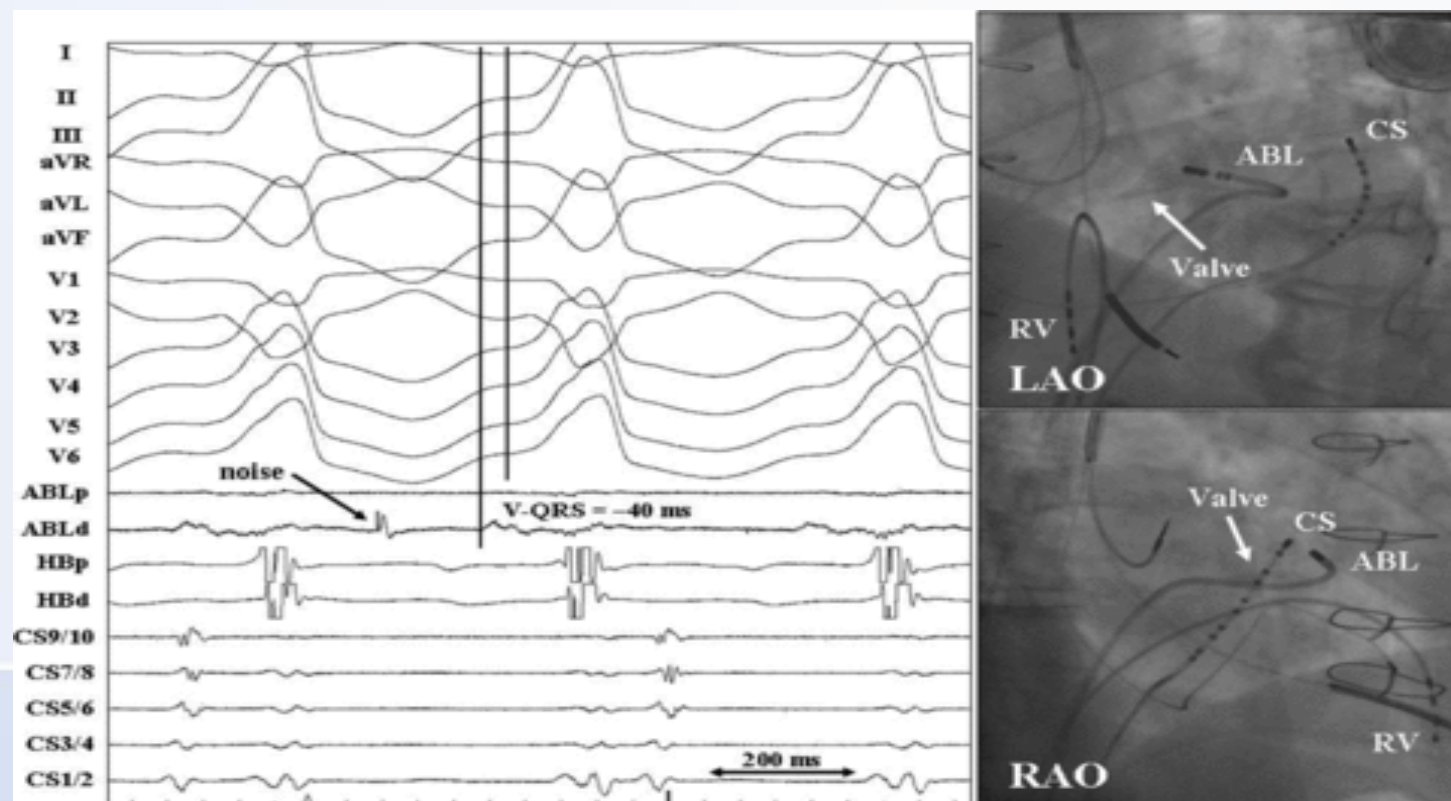 I
II
III
aVR
aVL
aVF
V1
V2
V3
V4
V5
V6
noise
ABLp
V-QRS = –40 ms
ABLd
HBp
HBd
CS9/10
CS7/8
CS5/6
CS3/4
200 ms
CS1/2
CS
ABL
Valve
RV
LAO
Valve
CS
ABL
RV
RAO